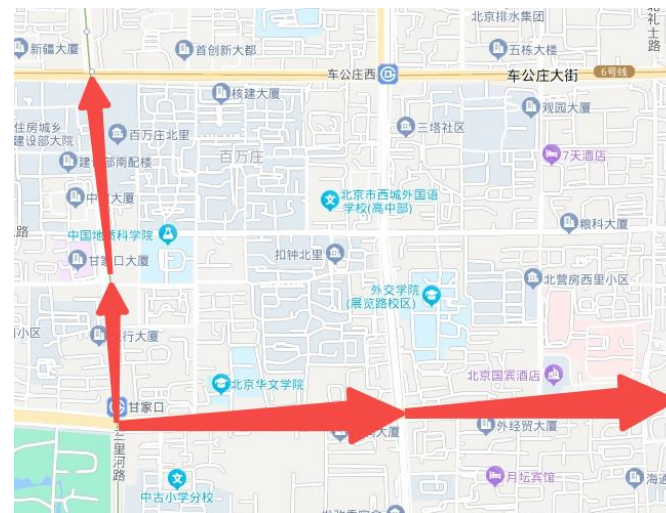 北京排水集团
北礼士路
新疆大厦
首创新大都
五栋大楼
车公庄西
车公庄大街
6号线
核建大厦
观园大厦
住房城乡
建设部大院
百万庄北里
三塔社区
百万庄
7天酒店
北京市西城外国语
学校(高中部)
粮科大厦
路
中国地质科学院
甘家口大厦
扣钟北里
外交学院
(展览路校区)
北营房西里小区
小区
行大厦
北京国宾酒店
北京华文学院
甘家口
大厦
外经贸大厦
三里河路
中古小学分校
月坛宾馆
海通